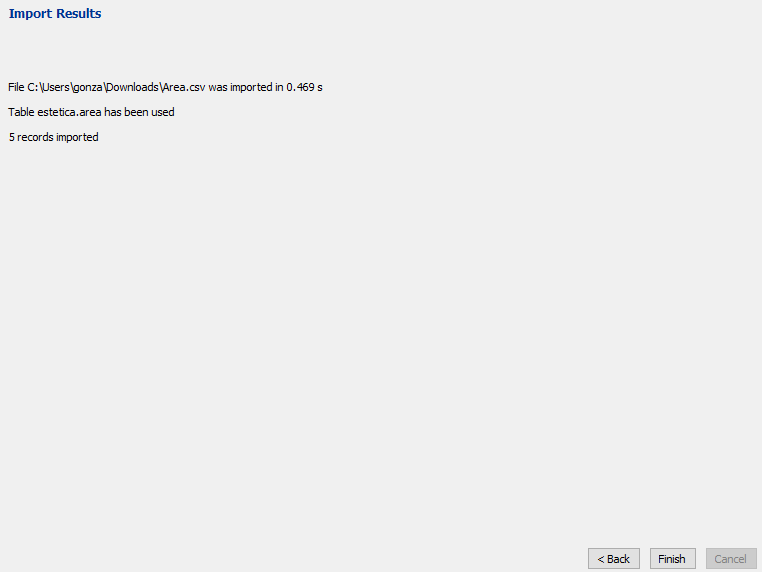 Import Results
File C:\Users\gonza\Downloads\Area.csv was imported in 0.469 s
Table estetica.area has been used
5 records imported
< Back
Finish
Cancel